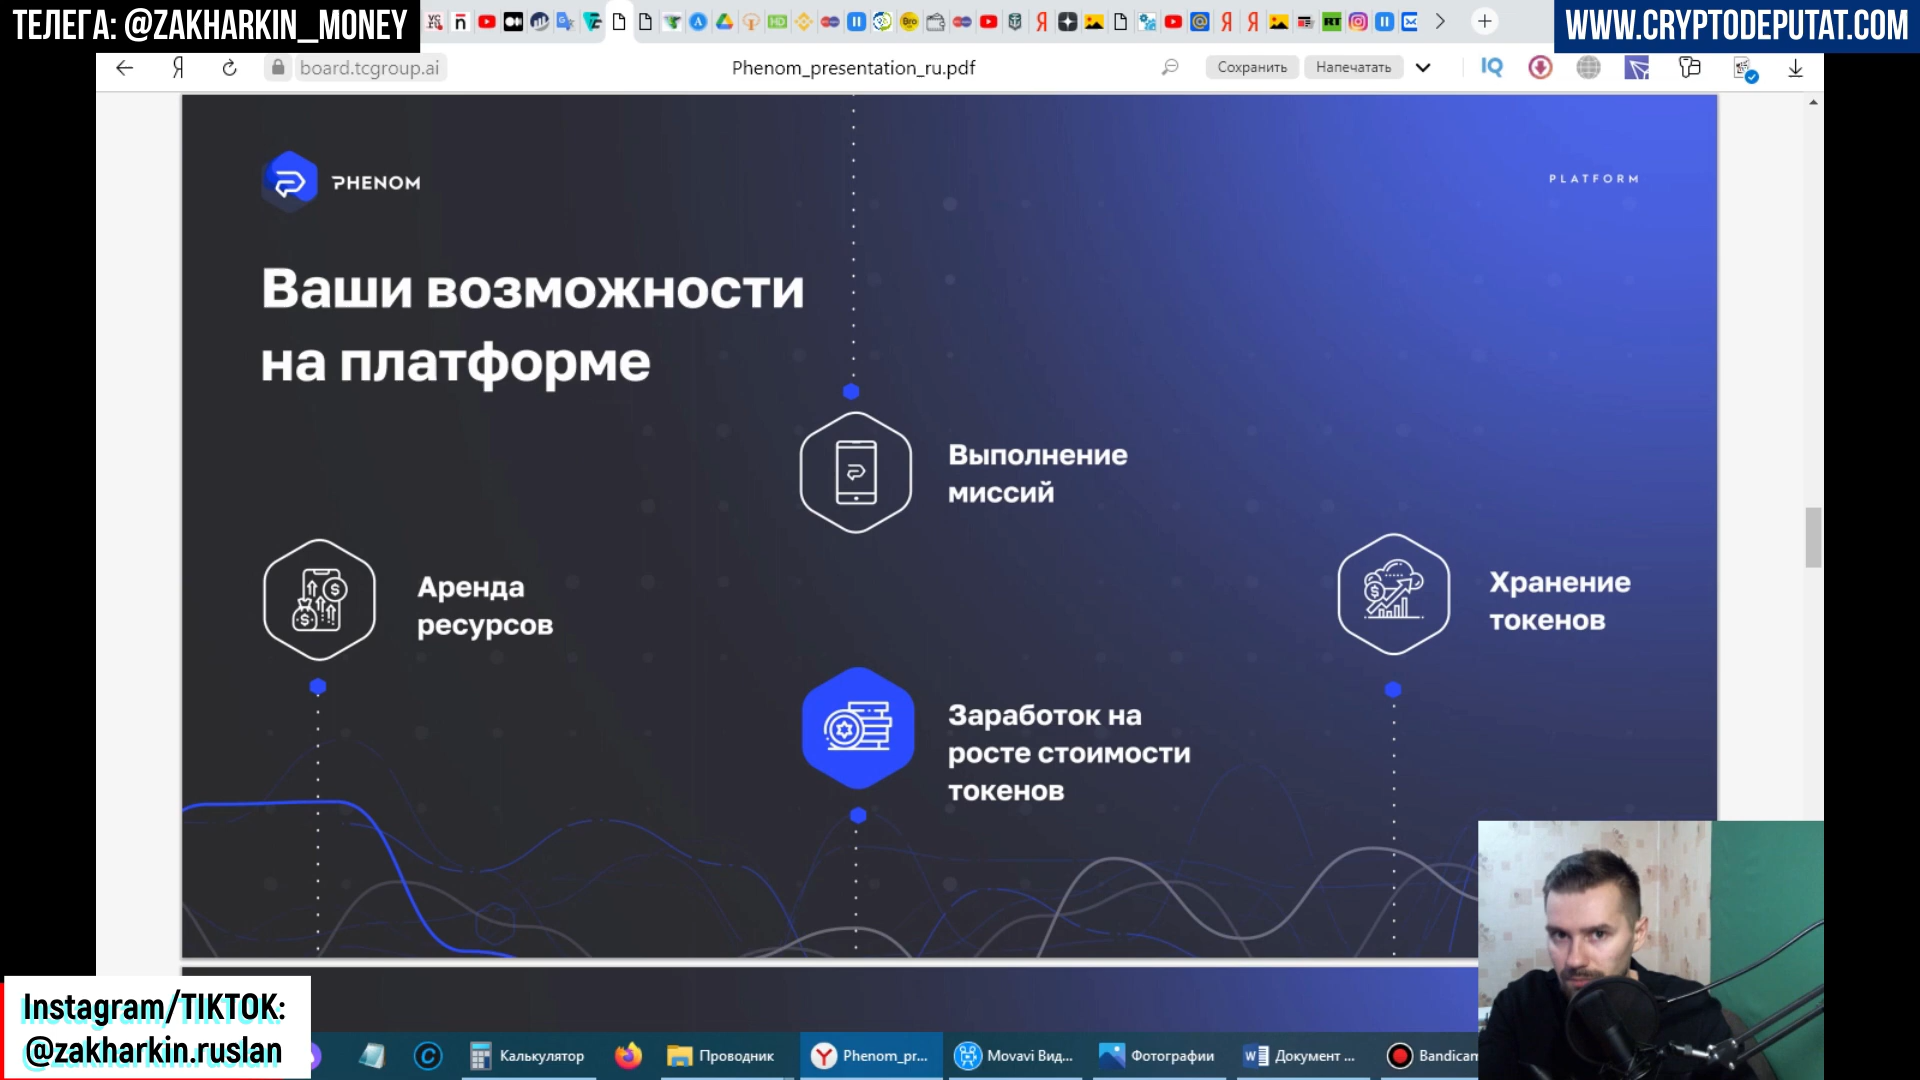 ТЕЛЕГА: @ZAKHARKIN_MONEY
WWW.CRYPTODEPUTAT.COM
board.tcgroup.ai
Phenom_presentation_ru.pdf
Сохранить
Напечатать
PHENOM
PLATFORM
Ваши возможности
на платформе
Выполнение
миссий
Аренда
ресурсов
Хранение
токенов
Заработок на
росте стоимости
токенов
Instagram/TIKTOK:
@zakharkin.ruslan
Калькулятор
Проводник
Phenom_pr...
Movavi Вид...
Фотографии
Документ ...
Bandicam